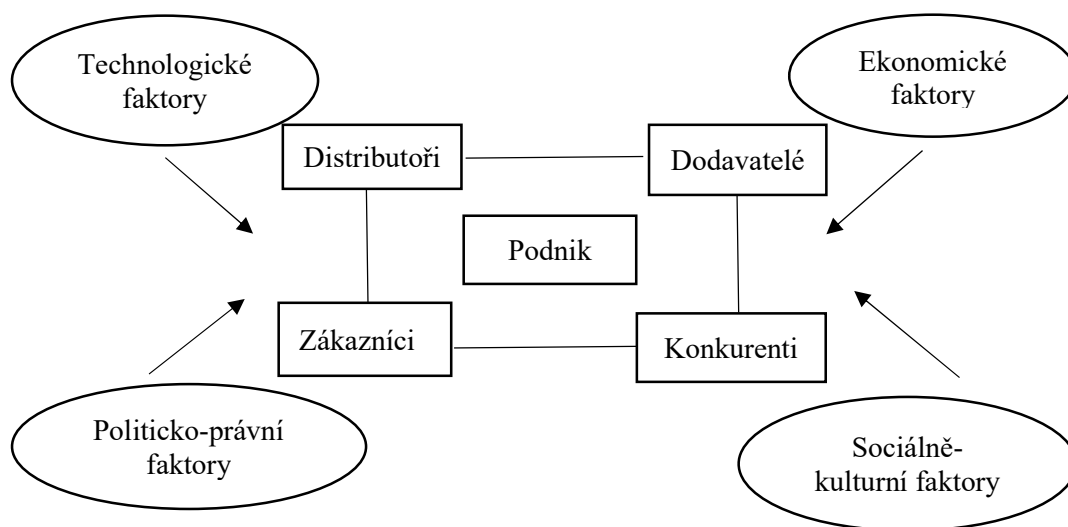 Technologické
faktory
Ekonomické
faktory
Distributoři
Dodavatelé
Podnik
Zákazníci
Konkurenti
Politicko-právní
faktory
Sociálně-
kulturní faktory